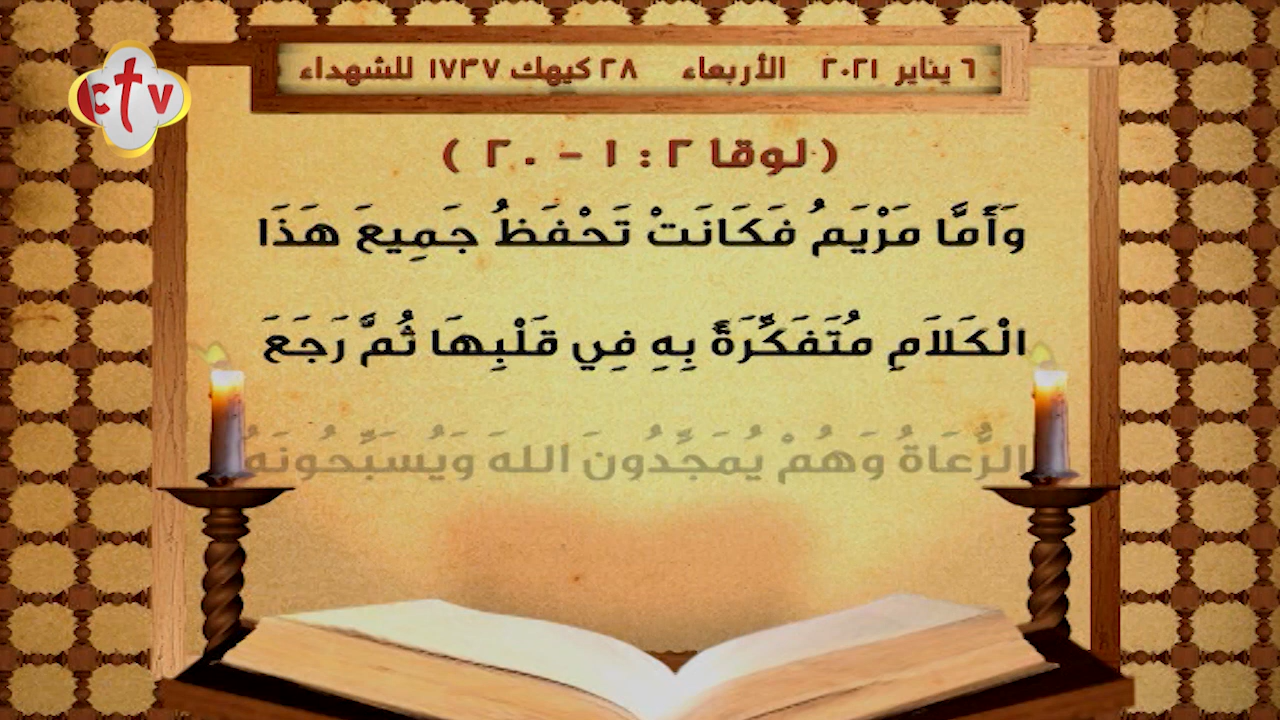 ٦ يناير ٢٠٢١ الأربعاء ٢٨ كيهك ١٧٣٧ للشهداء
CTV
( لوقا ٢ : ١ - ٢٠ )
وَأَمَّا مَرْيَمُ فَكَانَتْ تَحْفَظُ جَمِيعَ هَذَا
الْكَلَامِ مُتَفَكِّرَةً بِهِ فِي قَلْبِهَا ثُمَّ رَجَعَ
الرُّعَاةُ وَهُمْ يُمَجِّدُونَ اللهَ وَيُسَبِّحُونَهُ